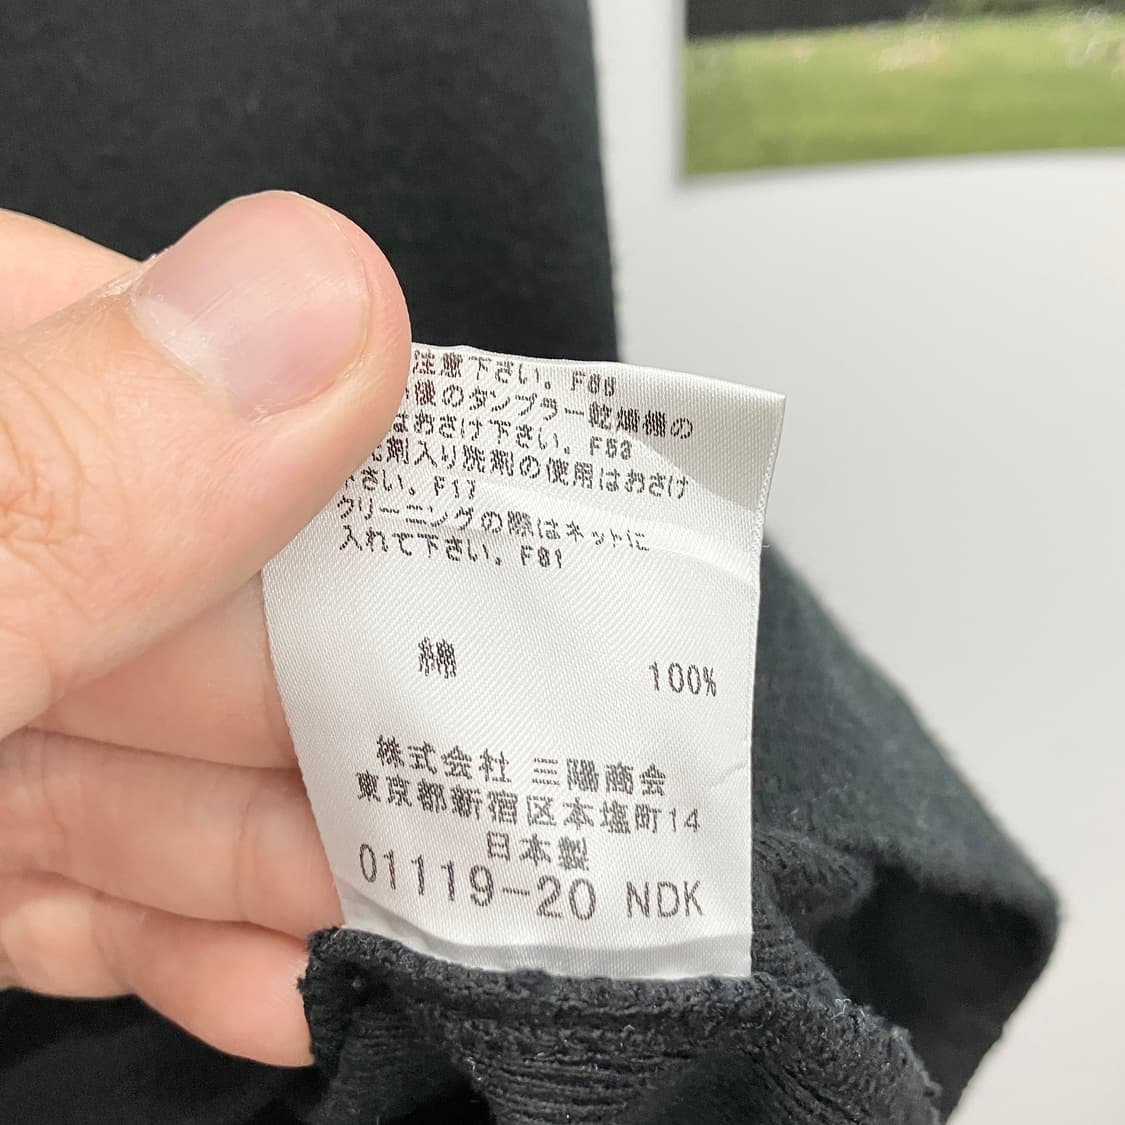 注意下さい。F66
後のタンブラー乾燥機の
はおさけ下さい。F53
剤入り洗剤の使用はおさけ
下さい。F17
クリーニングの際はネットに
入れて下さい。F81
綿 100%
株式会社 三陽商会
東京都新宿区本塩町14
日本製
01119-20 NDK